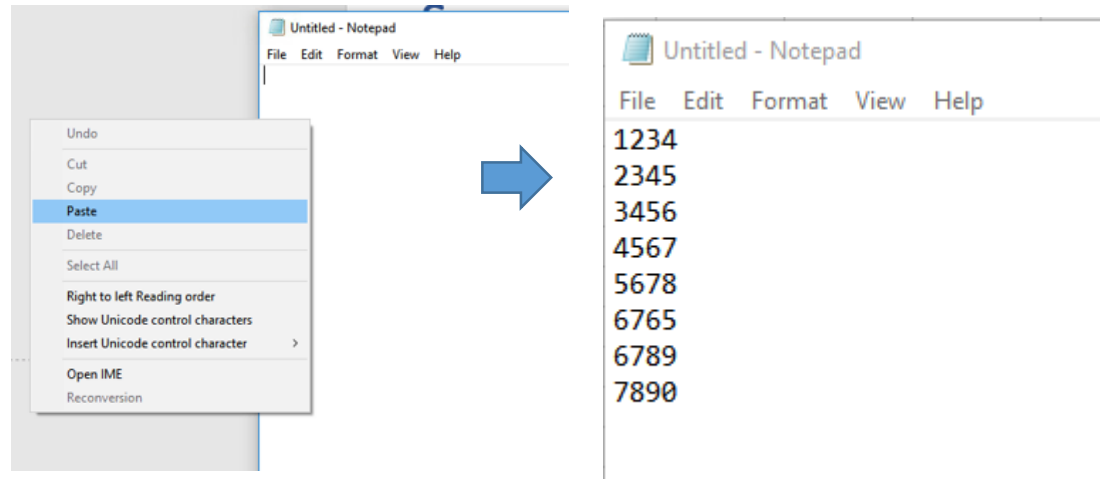 Untitled - Notepad
File Edit Format View Help
Undo
Cut
Copy
Paste
Delete
Select All
Right to left Reading order
Show Unicode control characters
Insert Unicode control character >
Open IME
Reconversion
Untitled - Notepad
File Edit Format View Help
1234
2345
3456
4567
5678
6765
6789
7890